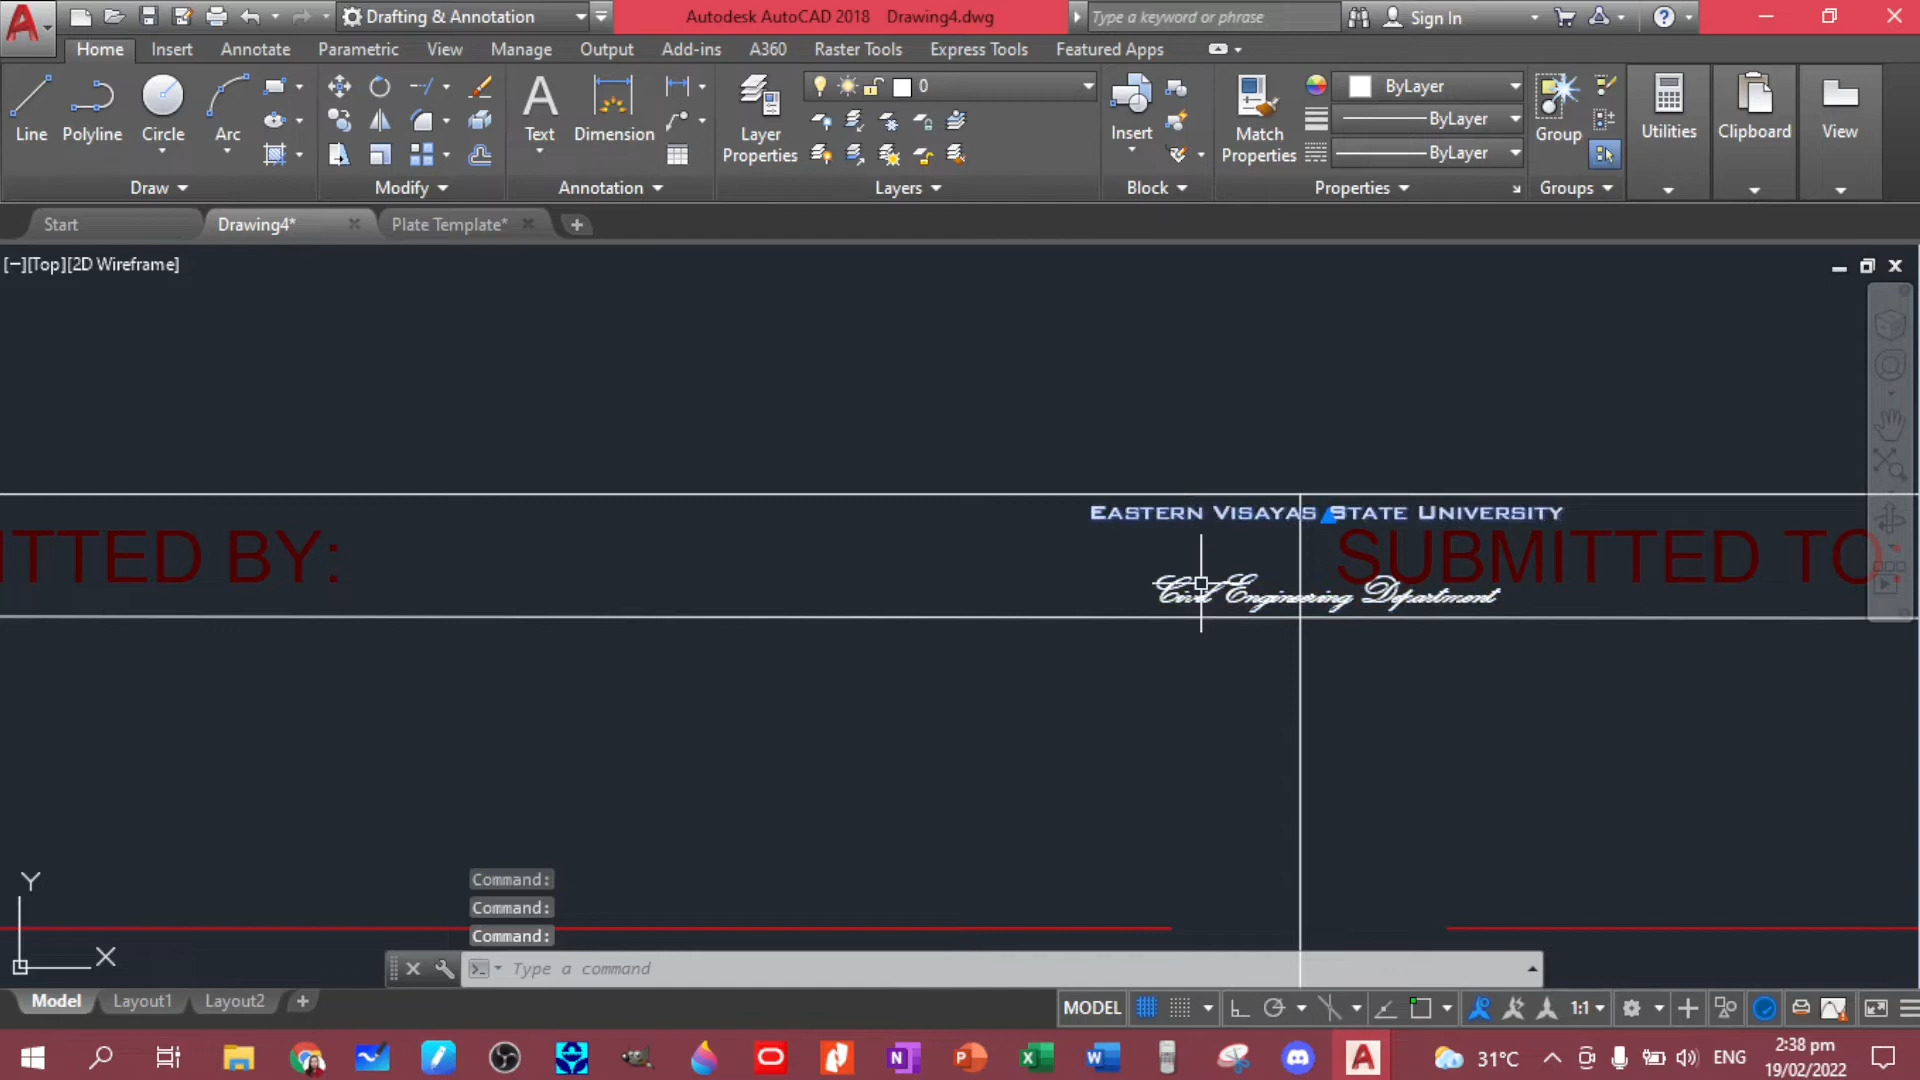 Drafting & Annotation
Autodesk AutoCAD 2018 Drawing4.dwg
Type a keyword or phrase
Sign In
Home Insert Annotate Parametric View Manage Output Add-ins A360 Raster Tools Express Tools Featured Apps
0
ByLayer
ByLayer
ByLayer
Line Polyline Circle Arc
Text Dimension
Layer Properties
Insert
Match Properties
Group
Utilities
Clipboard
View
Draw Modify Annotation Layers Block Properties Groups
Start Drawing4* Plate Template*
[−][Top][2D Wireframe]
Eastern Visayas State University
ITTED BY:
SUBMITTED TO:
Civil Engineering Department
Command:
Command:
Command:
Y
X
Type a command
Model Layout1 Layout2
MODEL
1:1
31°C
ENG
2:38 pm
19/02/2022